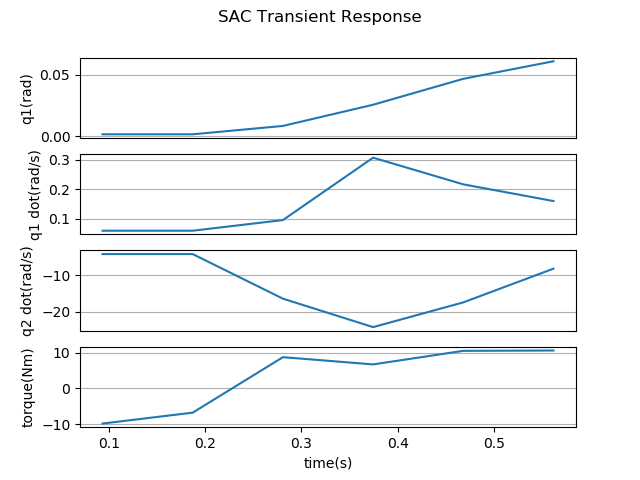 SAC Transient Response
q1(rad)
0.05
0.00
q1 dot(rad/s)
0.3
0.2
0.1
q2 dot(rad/s)
−10
−20
torque(Nm)
10
0
−10
0.1 0.2 0.3 0.4 0.5
time(s)